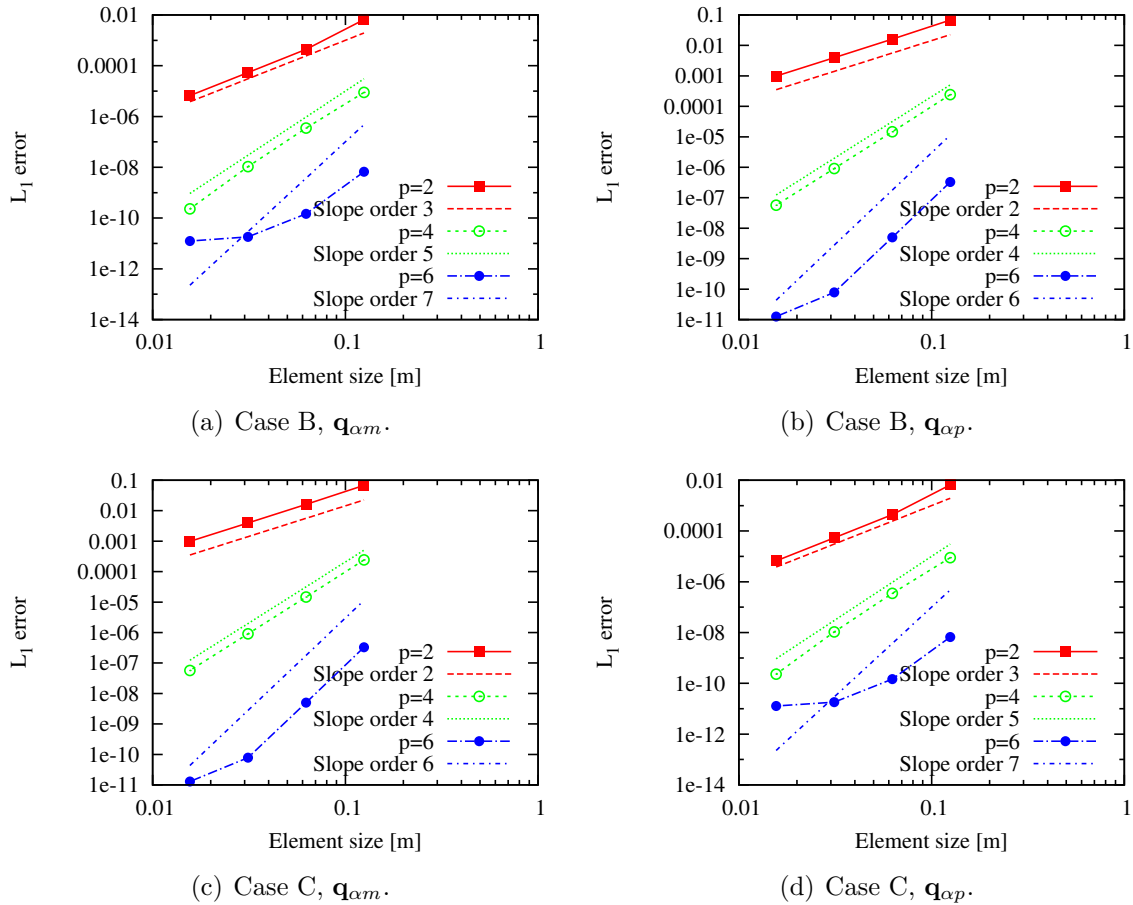 0.01
0.0001
1e-06
1e-08
1e-10
1e-12
1e-14
L1 error
0.01 0.1 1
Element size [m]
p=2
Slope order 3
p=4
Slope order 5
p=6
Slope order 7
(a) Case B, qαm.
0.1
0.01
0.001
0.0001
1e-05
1e-06
1e-07
1e-08
1e-09
1e-10
1e-11
L1 error
0.01 0.1 1
Element size [m]
p=2
Slope order 2
p=4
Slope order 4
p=6
Slope order 6
(b) Case B, qαp.
0.1
0.01
0.001
0.0001
1e-05
1e-06
1e-07
1e-08
1e-09
1e-10
1e-11
L1 error
0.01 0.1 1
Element size [m]
p=2
Slope order 2
p=4
Slope order 4
p=6
Slope order 6
(c) Case C, qαm.
0.01
0.0001
1e-06
1e-08
1e-10
1e-12
1e-14
L1 error
0.01 0.1 1
Element size [m]
p=2
Slope order 3
p=4
Slope order 5
p=6
Slope order 7
(d) Case C, qαp.